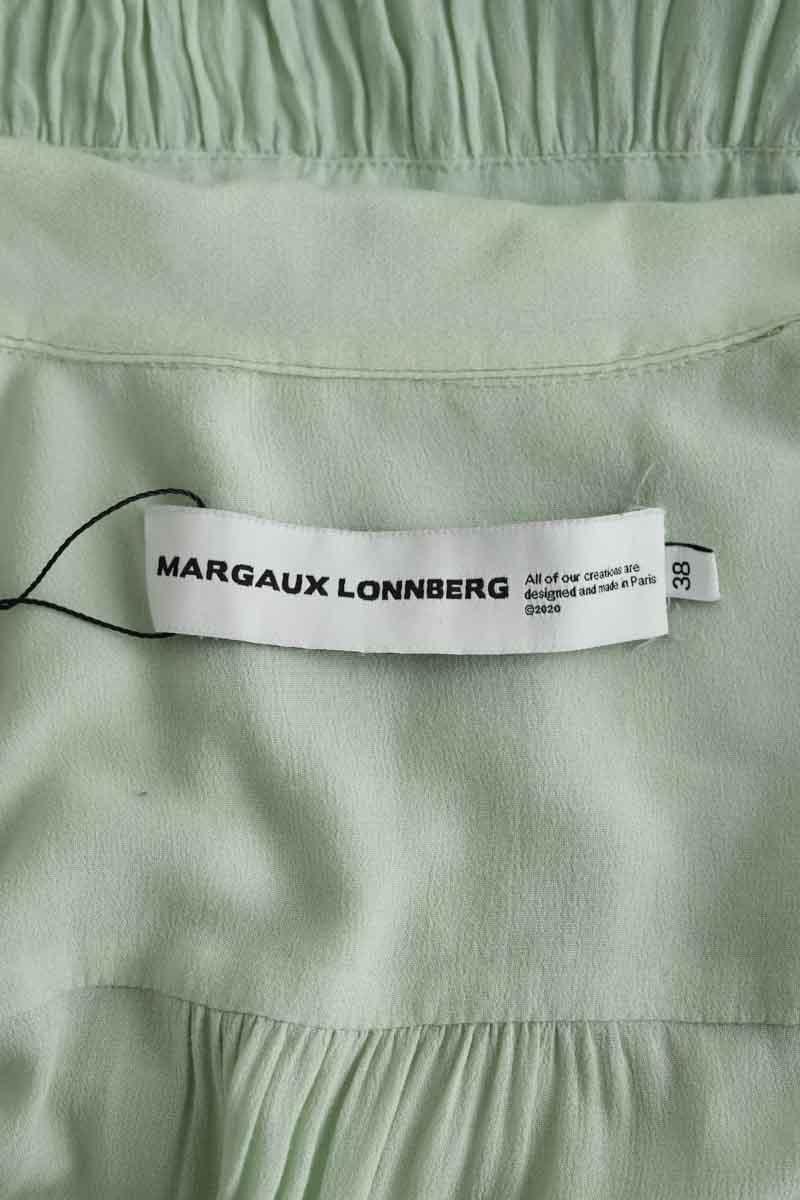 MARGAUX LONNBERG
All of our creations are
designed and made in Paris
©2020
38